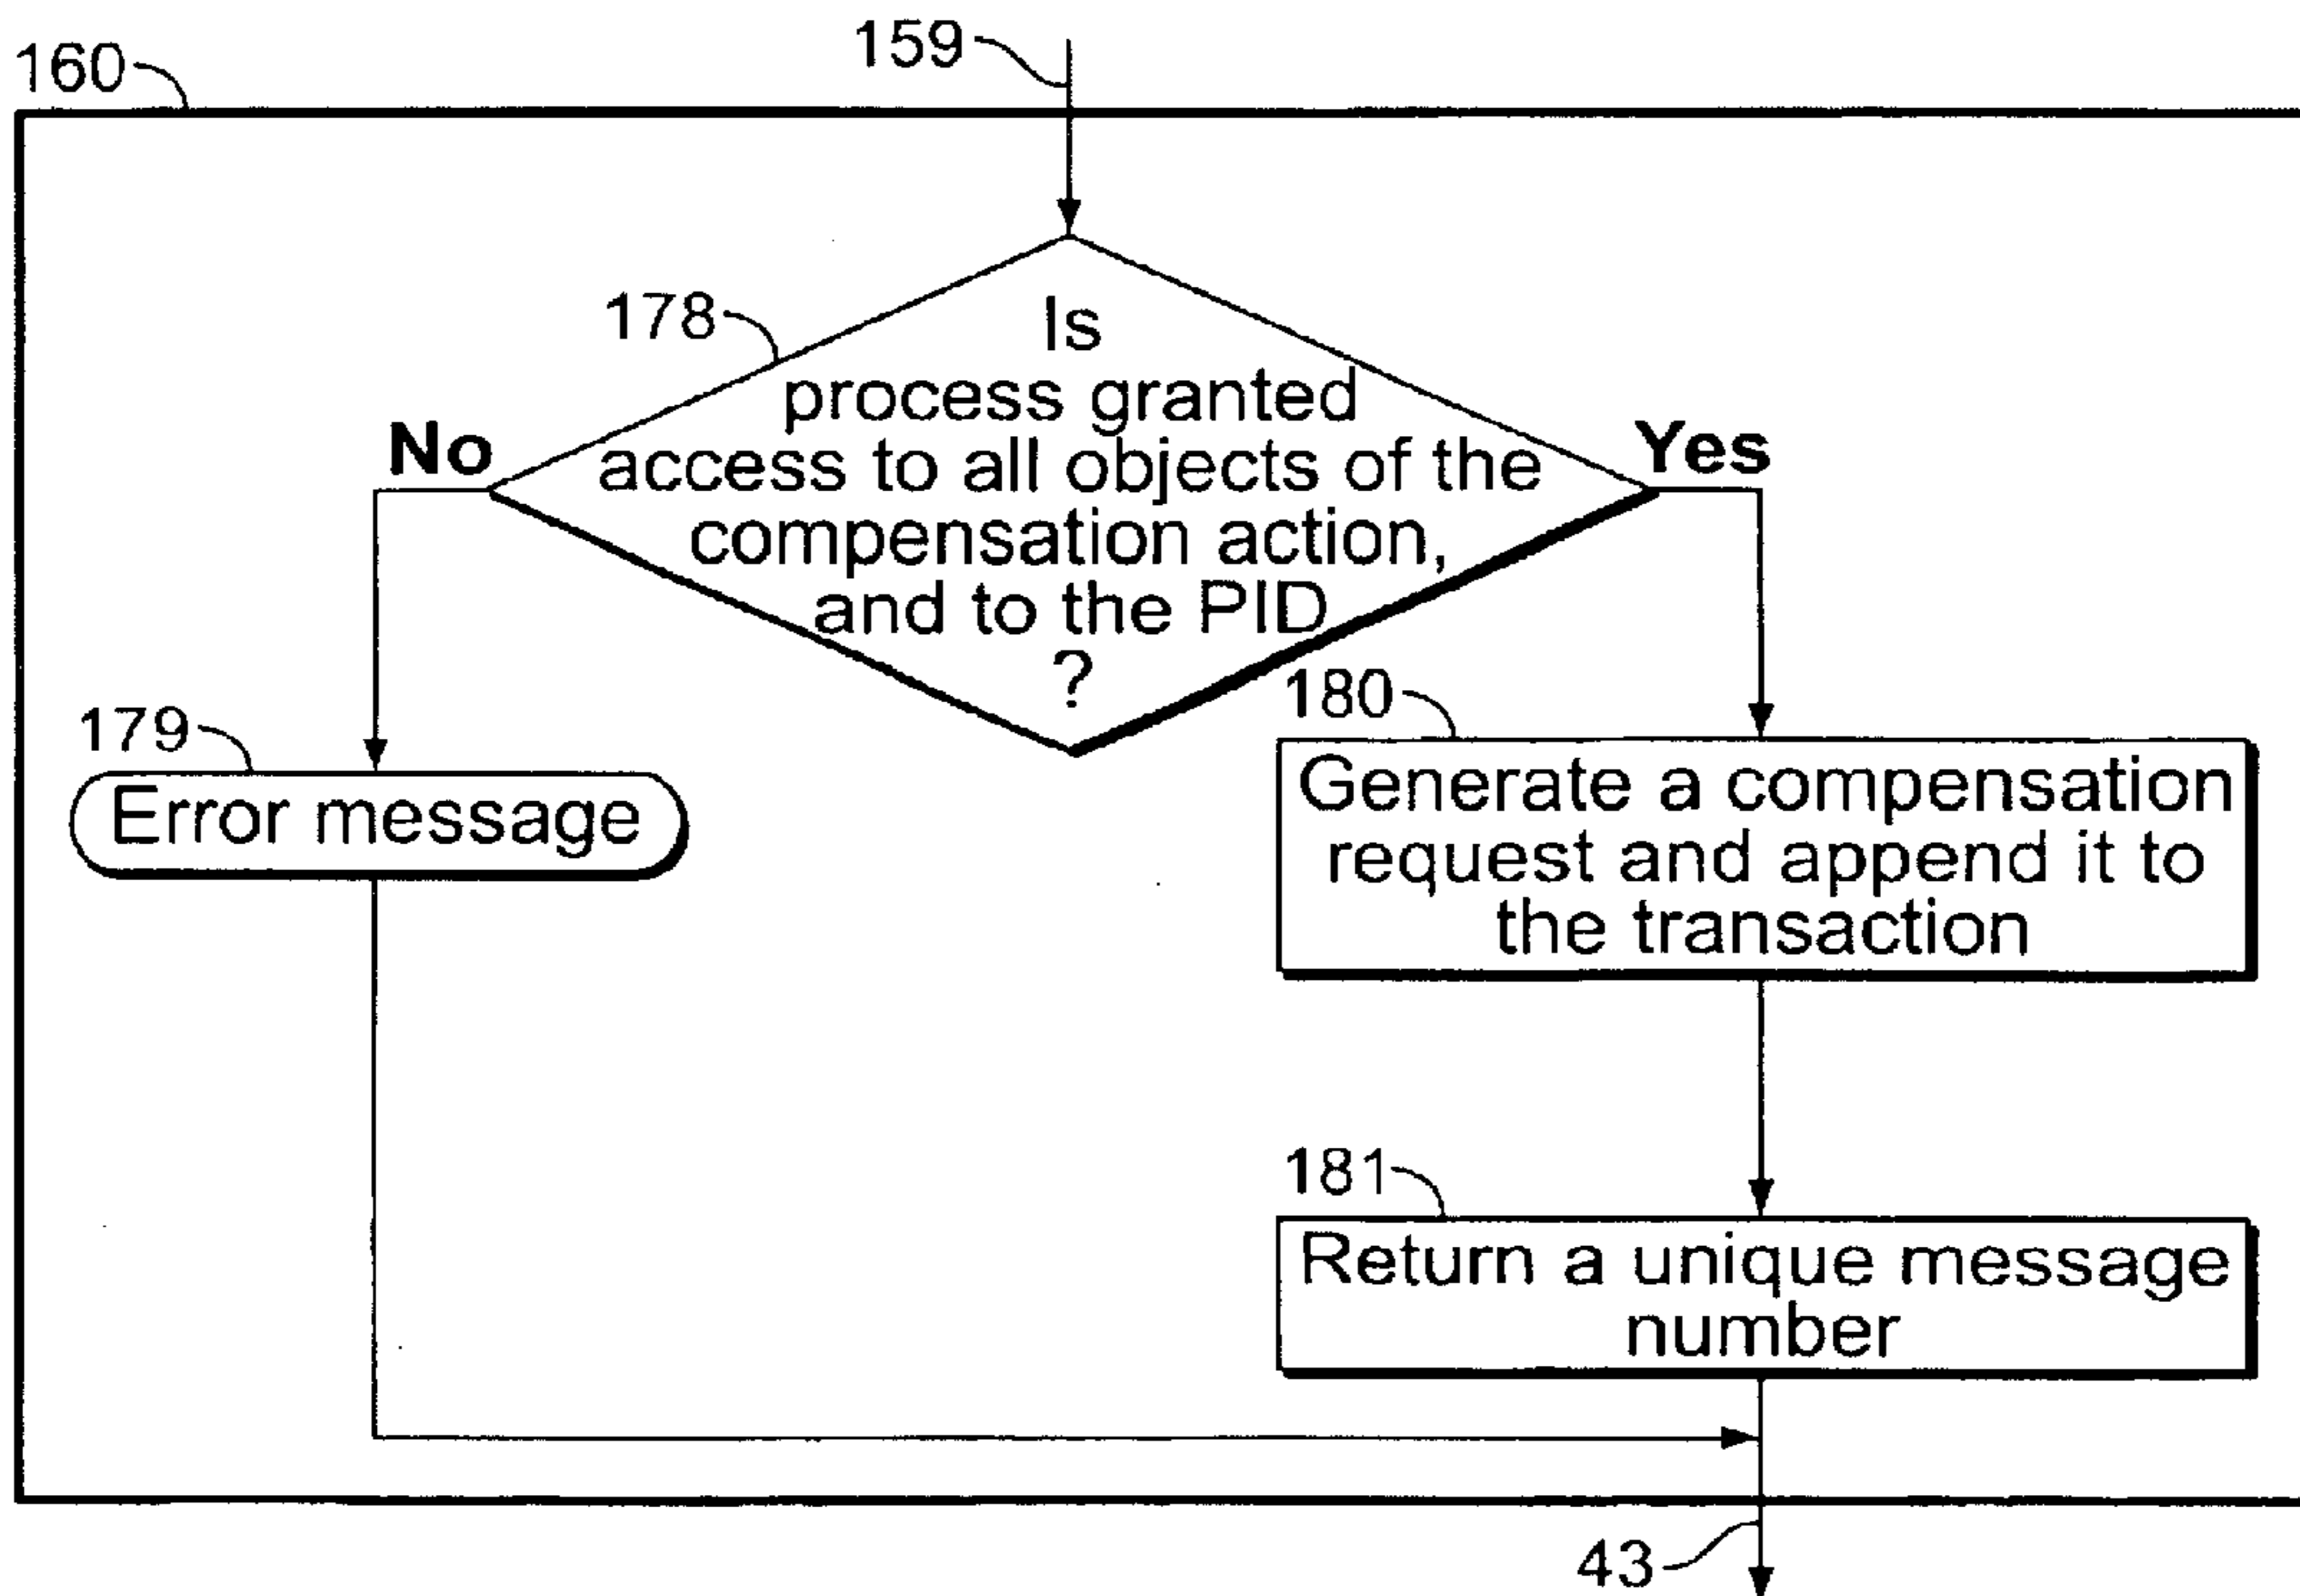 159
160
178
Is
process granted
access to all objects of the
compensation action,
and to the PID
?
No
Yes
179
Error message
180
Generate a compensation
request and append it to
the transaction
181
Return a unique message
number
43